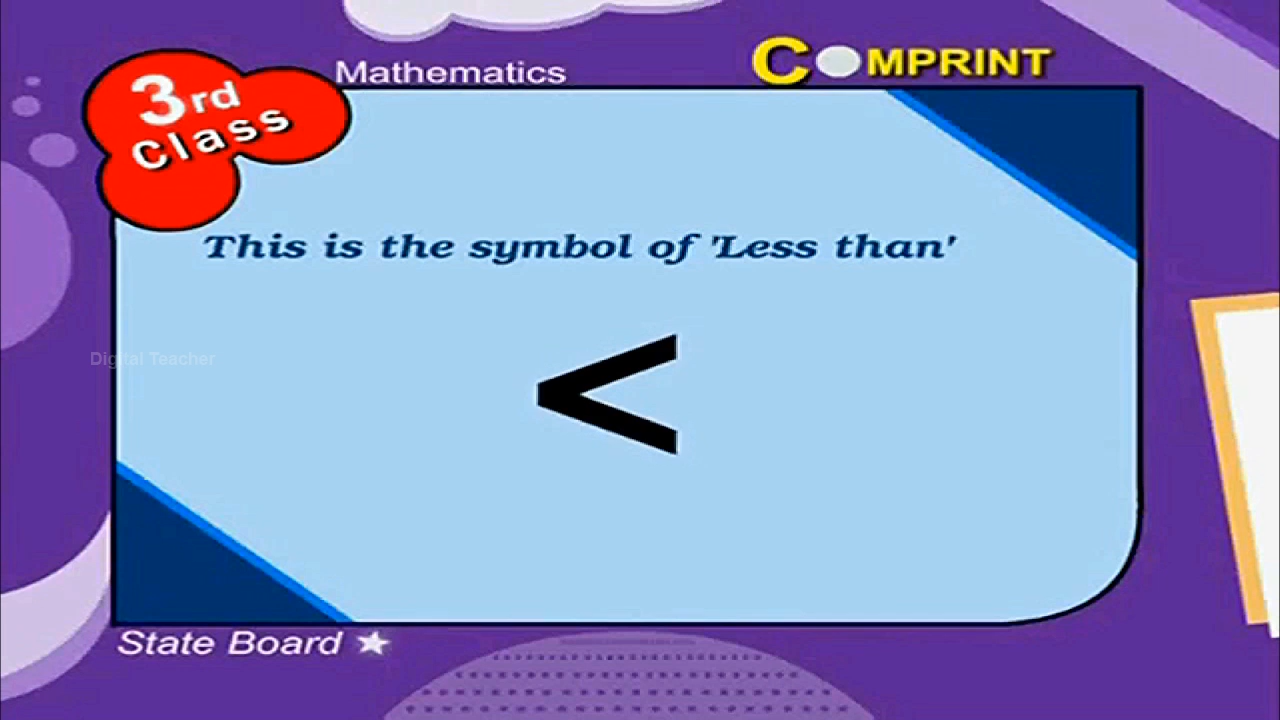 Mathematics
COMPRINT
3rd
Class
This is the symbol of 'Less than'
<
Digital Teacher
State Board